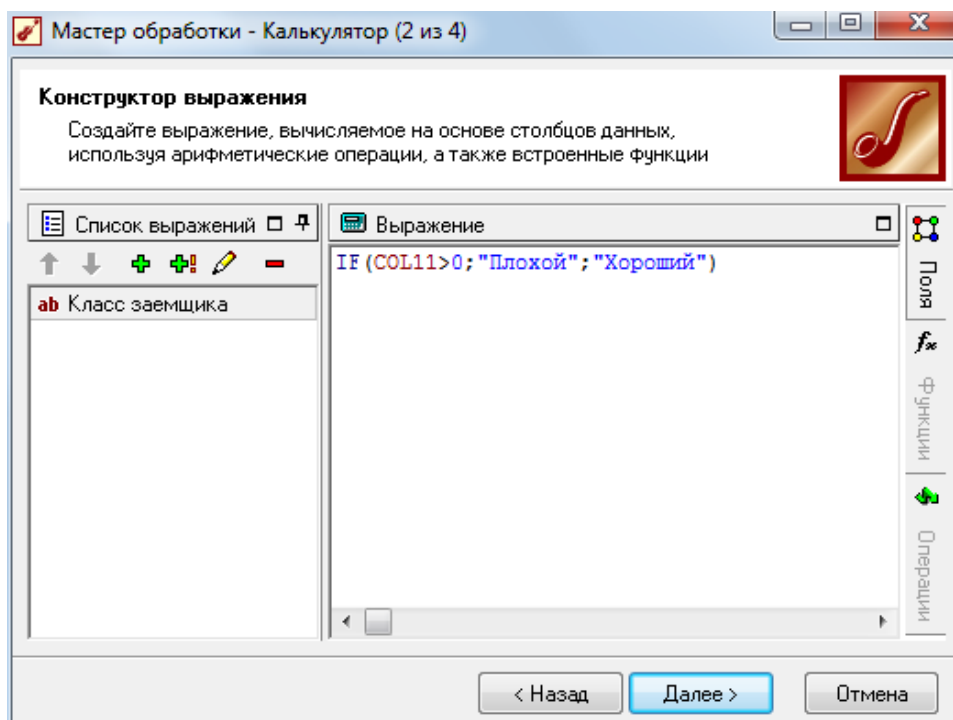 Мастер обработки - Калькулятор (2 из 4)
Конструктор выражения
Создайте выражение, вычисляемое на основе столбцов данных,
используя арифметические операции, а также встроенные функции
Список выражений
Выражение
ab Класс заемщика
IF(COL11>0;"Плохой";"Хороший")
Поля
fx
Функции
Операции
< Назад
Далее >
Отмена